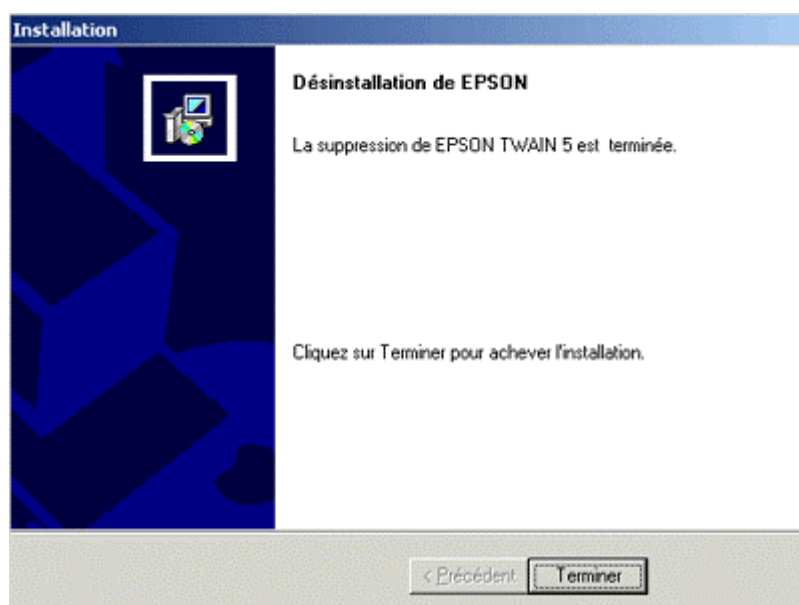 Installation
Désinstallation de EPSON
La suppression de EPSON TWAIN 5 est terminée.
Cliquez sur Terminer pour achever l'installation.
< Précédent
Terminer